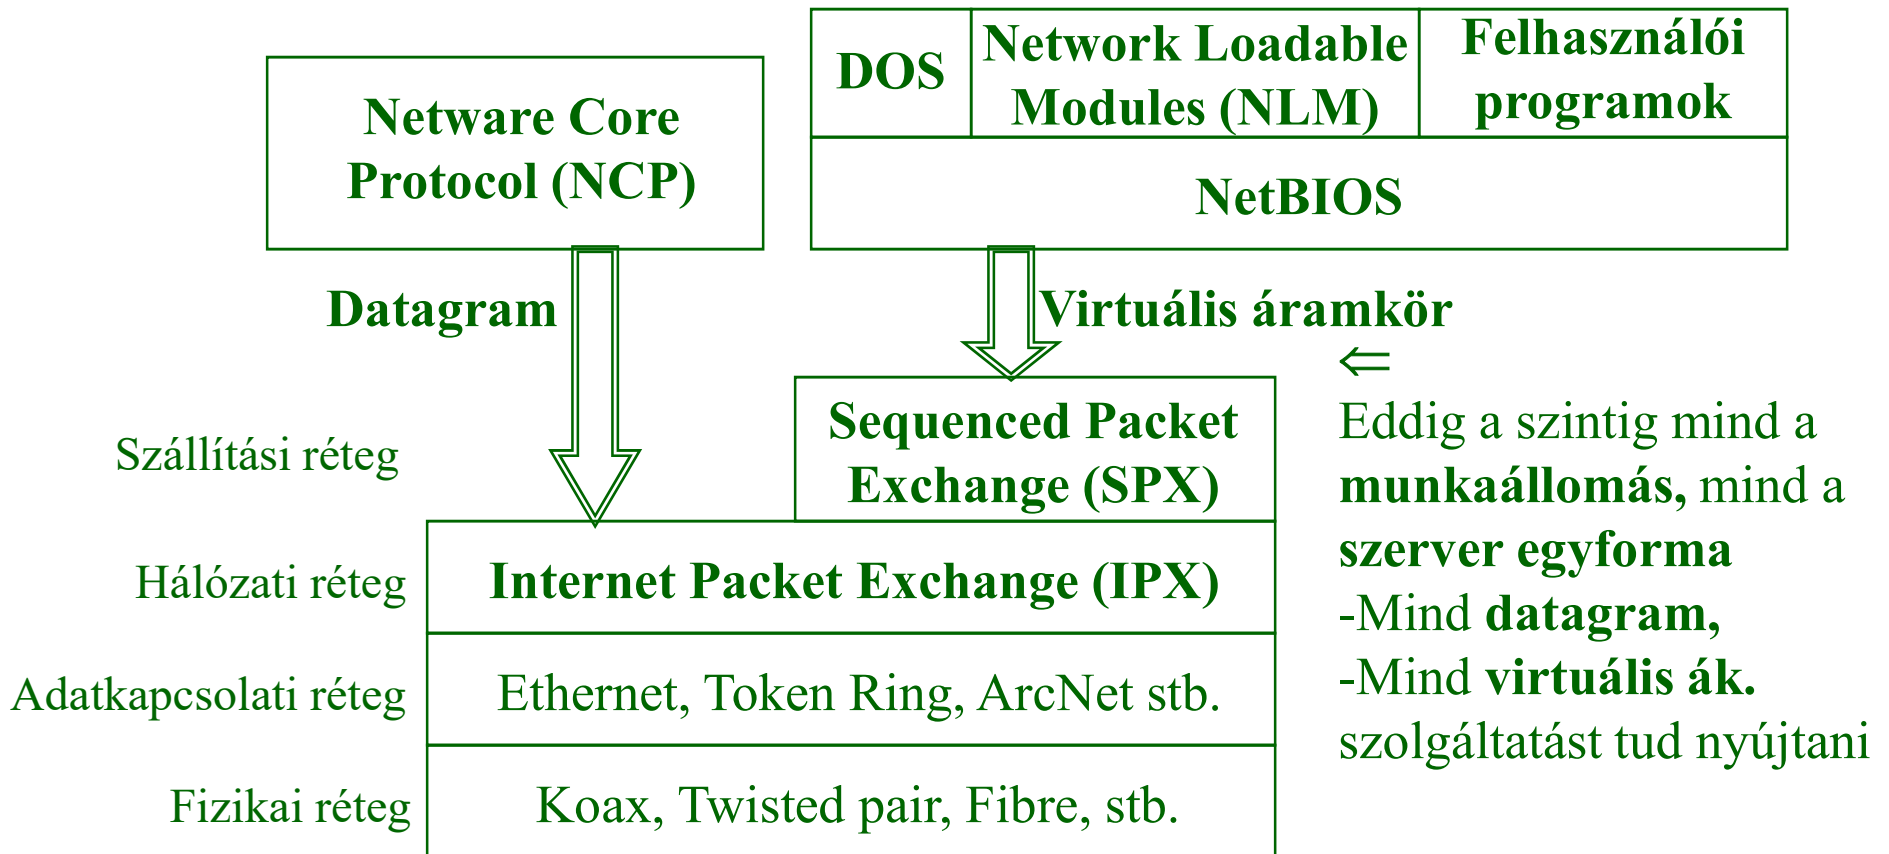 Netware Core
Protocol (NCP)
DOS
Network Loadable
Modules (NLM)
Felhasználói
programok
NetBIOS
Datagram
Virtuális áramkör
⇐
Szállítási réteg
Sequenced Packet
Exchange (SPX)
Hálózati réteg
Internet Packet Exchange (IPX)
Adatkapcsolati réteg
Ethernet, Token Ring, ArcNet stb.
Fizikai réteg
Koax, Twisted pair, Fibre, stb.
Eddig a szintig mind a
munkaállomás, mind a
szerver egyforma
-Mind datagram,
-Mind virtuális ák.
szolgáltatást tud nyújtani